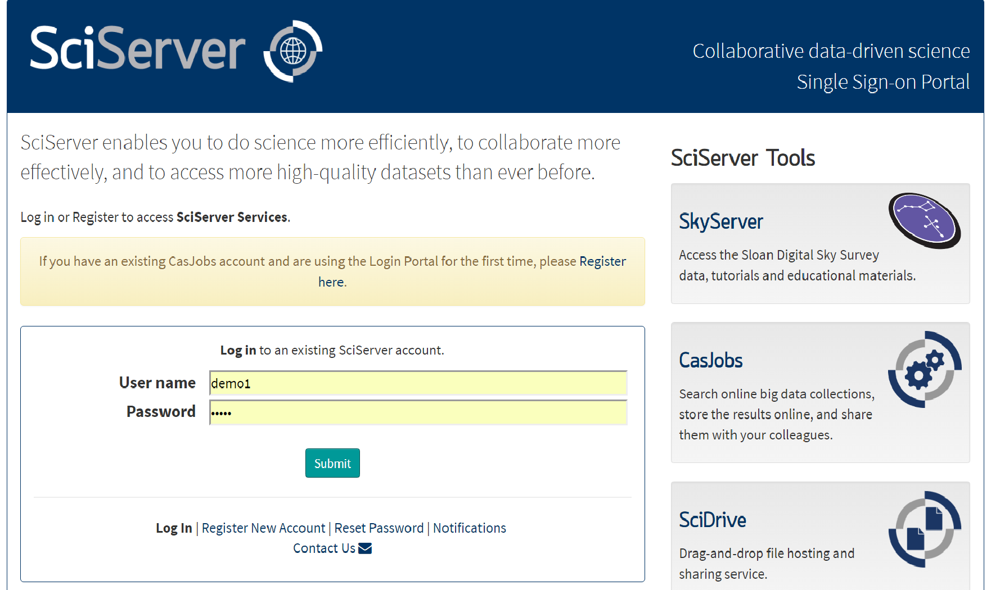 SciServer
Collaborative data-driven science
Single Sign-on Portal
SciServer enables you to do science more efficiently, to collaborate more
effectively, and to access more high-quality datasets than ever before.
Log in or Register to access SciServer Services.
If you have an existing CasJobs account and are using the Login Portal for the first time, please Register
here.
Log in to an existing SciServer account.
User name
demo1
Password
•••••
Submit
Log In | Register New Account | Reset Password | Notifications
Contact Us
SciServer Tools
SkyServer
Access the Sloan Digital Sky Survey
data, tutorials and educational materials.
CasJobs
Search online big data collections,
store the results online, and share
them with your colleagues.
SciDrive
Drag-and-drop file hosting and
sharing service.